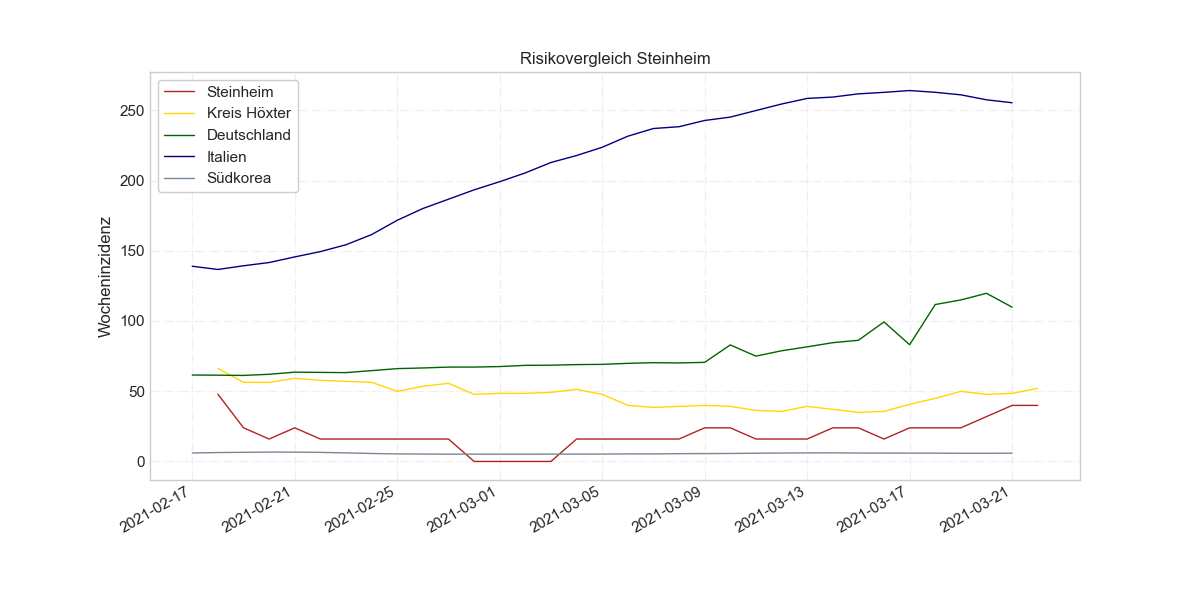 Risikovergleich Steinheim
Steinheim
Kreis Höxter
Deutschland
Italien
Südkorea
Wocheninzidenz
250
200
150
100
50
0
2021-02-17
2021-02-21
2021-02-25
2021-03-01
2021-03-05
2021-03-09
2021-03-13
2021-03-17
2021-03-21